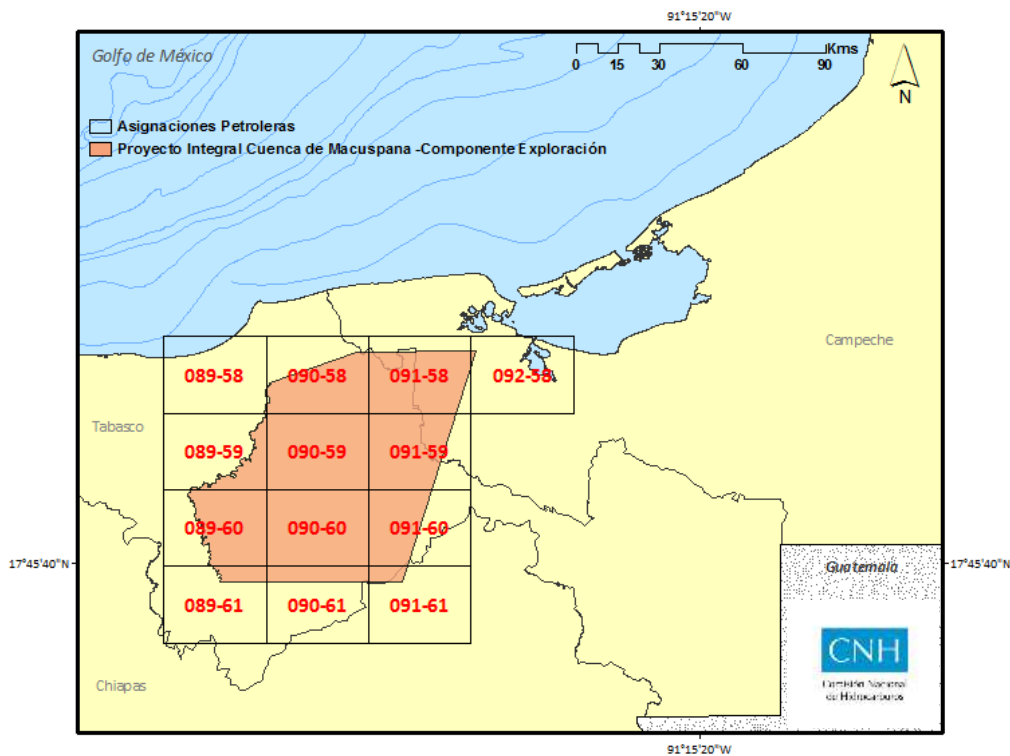 91°15'20"W
Golfo de México
Kms
0 15 30 60 90
N
Asignaciones Petroleras
Proyecto Integral Cuenca de Macuspana -Componente Exploración
Campeche
089-58 090-58 091-58 092-58
Tabasco
089-59 090-59 091-59
089-60 090-60 091-60
17°45'40"N 17°45'40"N
Guatemala
089-61 090-61 091-61
CNH
Comisión Nacional
de Hidrocarburos
Chiapas
91°15'20"W